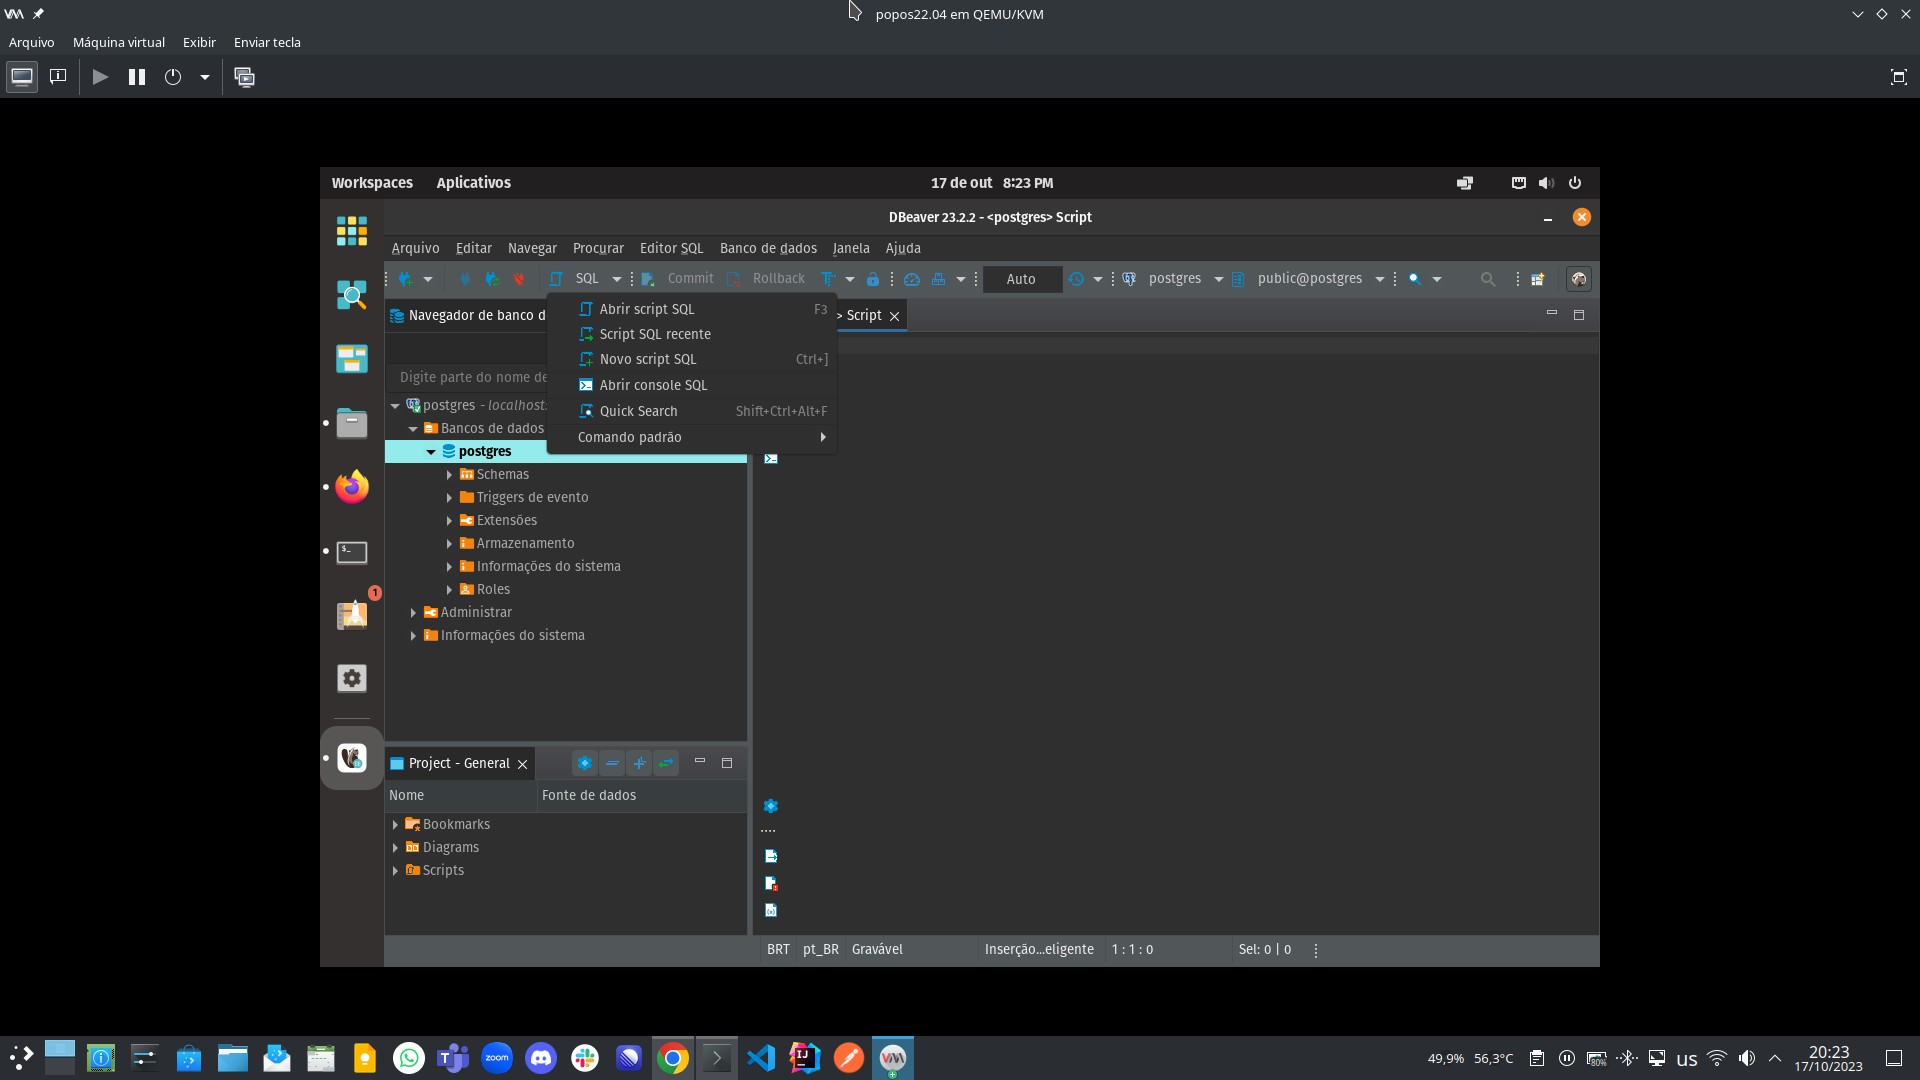 popos22.04 em QEMU/KVM
Arquivo Máquina virtual Exibir Enviar tecla
Workspaces Aplicativos 17 de out 8:23 PM
DBeaver 23.2.2 - <postgres> Script
Arquivo Editar Navegar Procurar Editor SQL Banco de dados Janela Ajuda
SQL Commit Rollback Auto postgres public@postgres
Navegador de banco d > Script
Abrir script SQL F3
Script SQL recente
Novo script SQL Ctrl+]
Abrir console SQL
Quick Search Shift+Ctrl+Alt+F
Comando padrão
Digite parte do nome de
postgres - localhost:
Bancos de dados
postgres
Schemas
Triggers de evento
Extensões
Armazenamento
Informações do sistema
Roles
Administrar
Informações do sistema
1
Project - General
Nome Fonte de dados
Bookmarks
Diagrams
Scripts
BRT pt_BR Gravável Inserção...eligente 1 : 1 : 0 Sel: 0 | 0
zoom
IJ
49,9% 56,3°C 80% us 20:23
17/10/2023